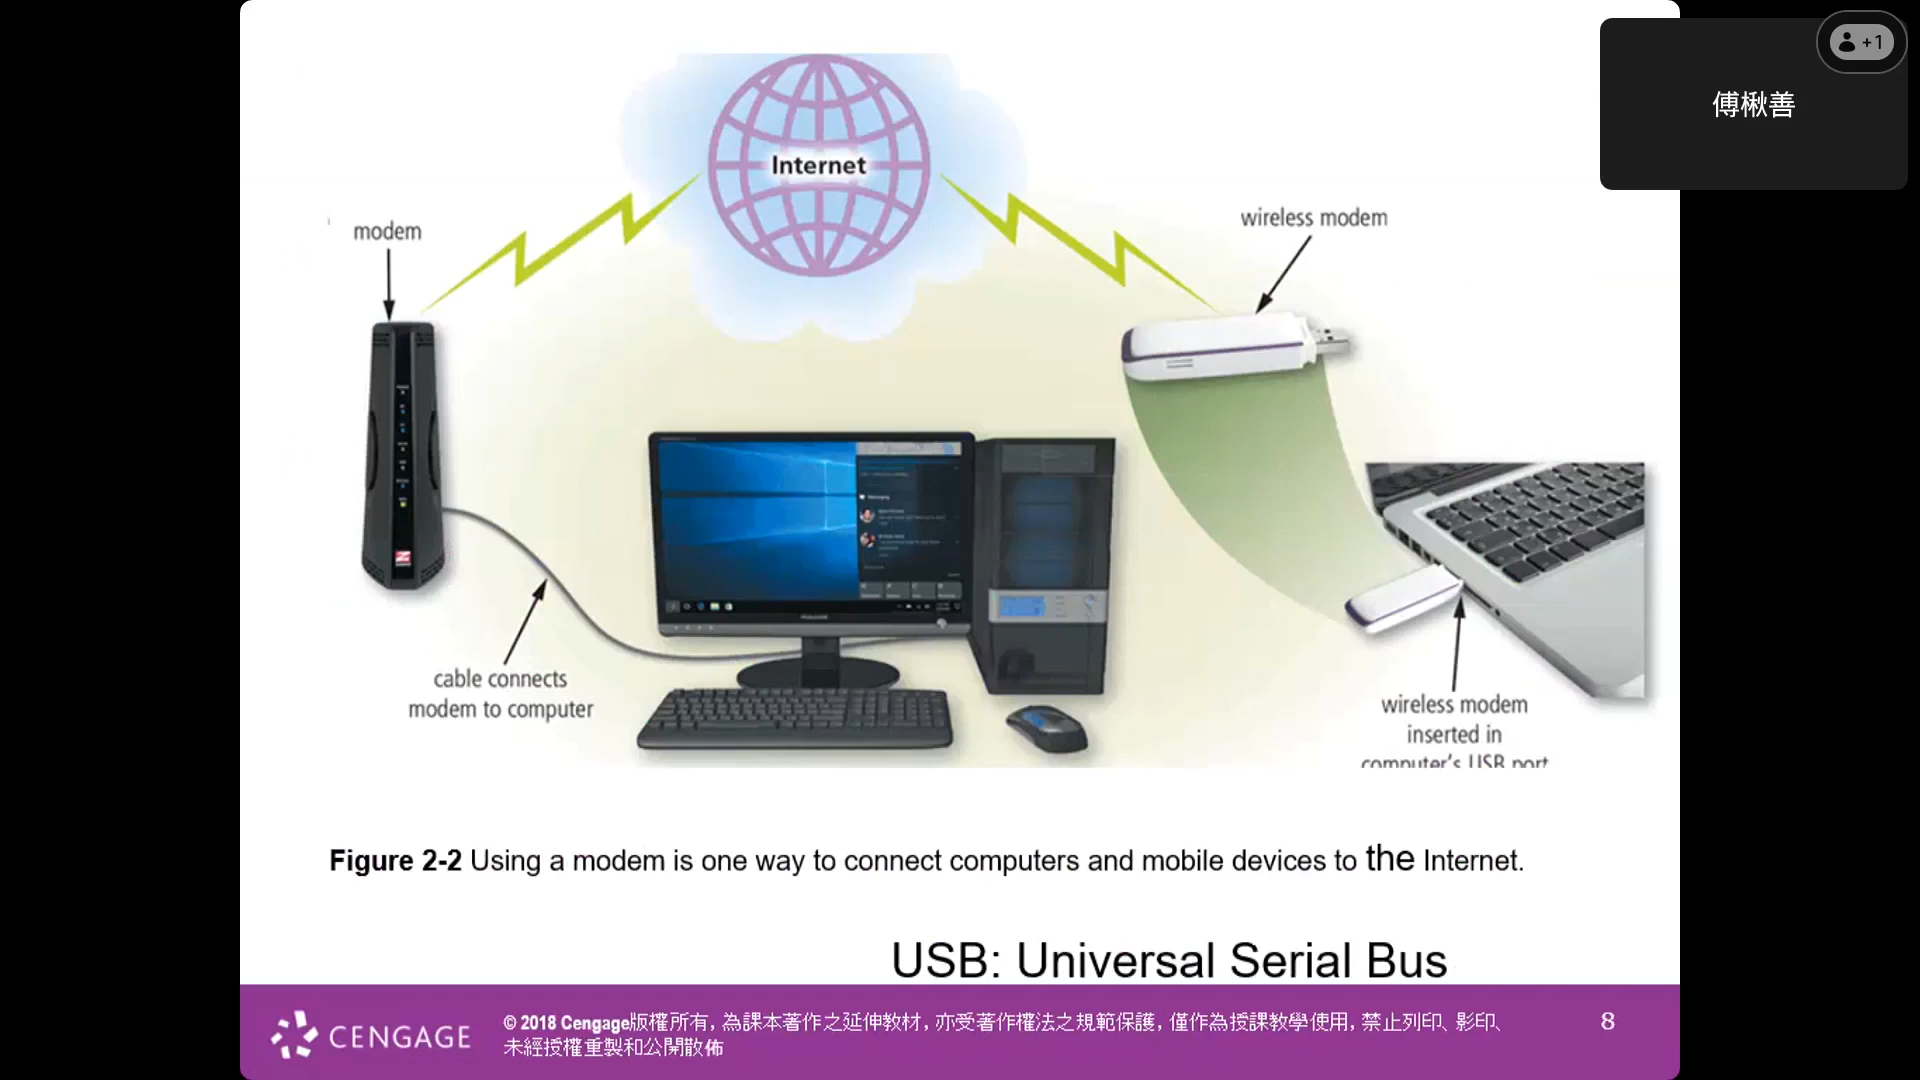 +1
傅楸善
Internet
modem
wireless modem
cable connects
modem to computer
wireless modem
inserted in
computer's USB port
Figure 2-2 Using a modem is one way to connect computers and mobile devices to the Internet.
USB: Universal Serial Bus
CENGAGE
© 2018 Cengage版權所有, 為課本著作之延伸教材, 亦受著作權法之規範保護, 僅作為授課教學使用, 禁止列印、影印、
未經授權重製和公開散佈
8